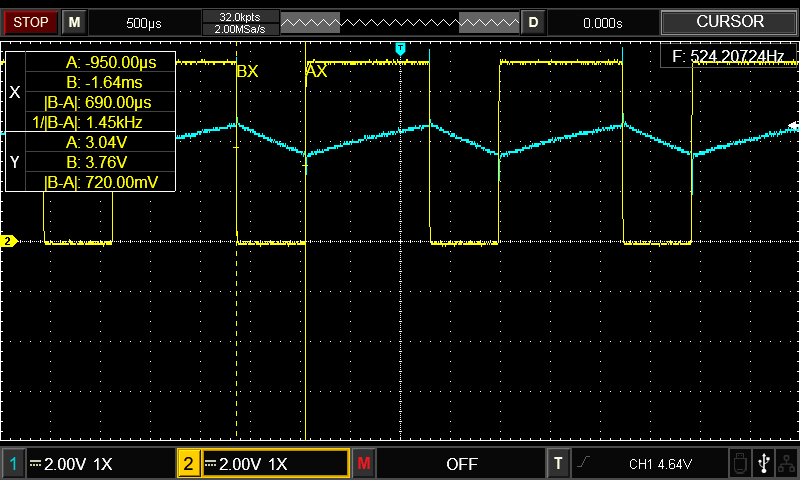 STOP M 500µs 32.0kpts 2.00MSa/s D 0.000s CURSOR
T
F: 524.20724Hz
X
A: -950.00µs
B: -1.64ms
|B-A|: 690.00µs
1/|B-A|: 1.45kHz
BX AX
Y
A: 3.04V
B: 3.76V
|B-A|: 720.00mV
2
1 2.00V 1X 2 2.00V 1X M OFF T CH1 4.64V